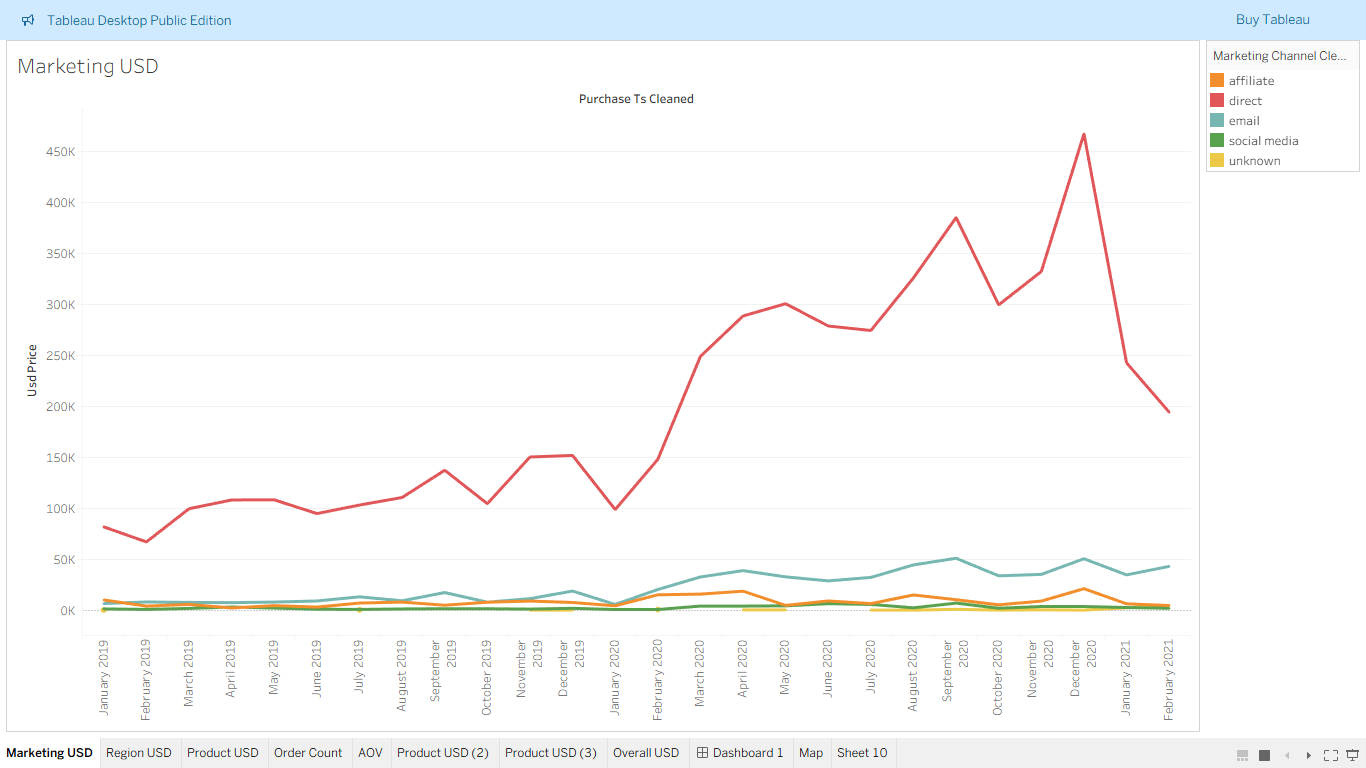 Tableau Desktop Public Edition
Buy Tableau
Marketing USD
Purchase Ts Cleaned
Marketing Channel Cle...
affiliate
direct
email
social media
unknown
Usd Price
450K
400K
350K
300K
250K
200K
150K
100K
50K
0K
January 2019
February 2019
March 2019
April 2019
May 2019
June 2019
July 2019
August 2019
September
2019
October 2019
November
2019
December
2019
January 2020
February 2020
March 2020
April 2020
May 2020
June 2020
July 2020
August 2020
September
2020
October 2020
November
2020
December
2020
January 2021
February 2021
Marketing USD
Region USD
Product USD
Order Count
AOV
Product USD (2)
Product USD (3)
Overall USD
Dashboard 1
Map
Sheet 10